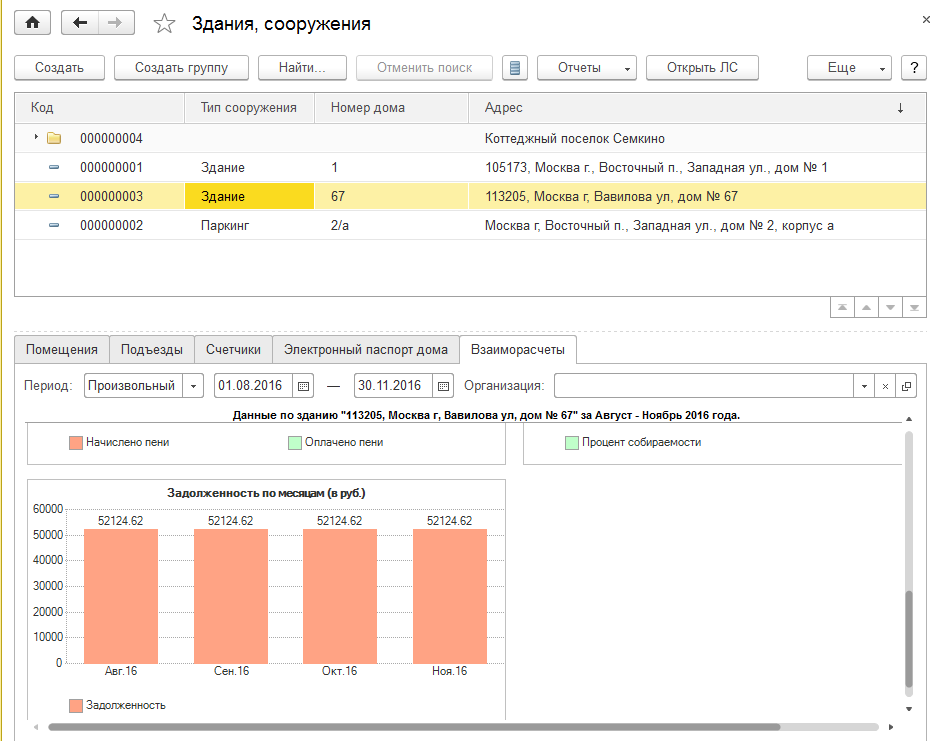 Здания, сооружения
Создать Создать группу Найти... Отменить поиск Отчеты Открыть ЛС Еще ?
Код Тип сооружения Номер дома Адрес ↓
000000004 Коттеджный поселок Семкино
000000001 Здание 1 105173, Москва г., Восточный п., Западная ул., дом № 1
000000003 Здание 67 113205, Москва г, Вавилова ул, дом № 67
000000002 Паркинг 2/а Москва г, Восточный п., Западная ул., дом № 2, корпус а
Помещения Подъезды Счетчики Электронный паспорт дома Взаиморасчеты
Период: Произвольный 01.08.2016 — 30.11.2016 Организация:
Данные по зданию "113205, Москва г, Вавилова ул, дом № 67" за Август - Ноябрь 2016 года.
Начислено пени Оплачено пени Процент собираемости
Задолженность по месяцам (в руб.)
60000
52124.62 52124.62 52124.62 52124.62
50000
40000
30000
20000
10000
0
Авг.16 Сен.16 Окт.16 Ноя.16
Задолженность